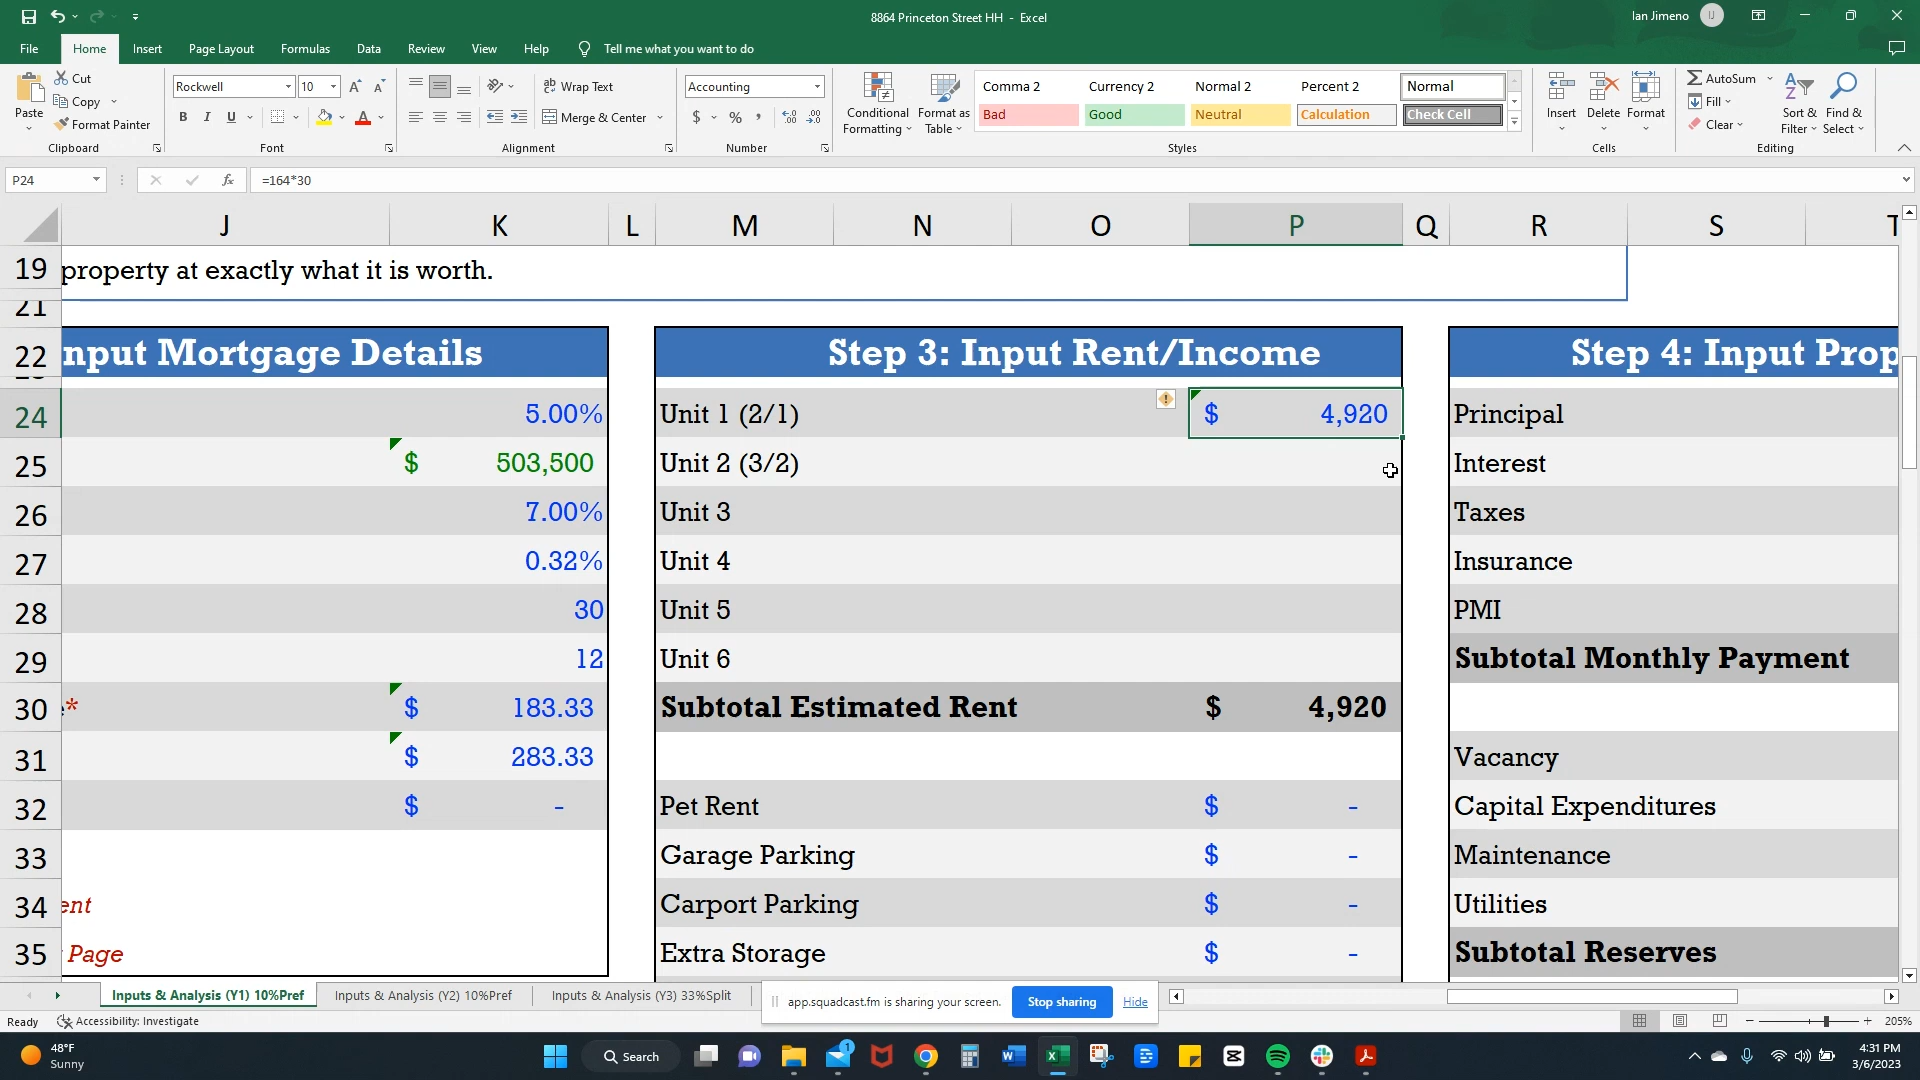 8864 Princeton Street HH - Excel
Ian Jimeno
IJ
File
Home
Insert
Page Layout
Formulas
Data
Review
View
Help
Tell me what you want to do
Paste
Cut
Copy
Format Painter
Clipboard
Rockwell
10
B I U
Font
Wrap Text
Merge & Center
Alignment
Accounting
$ % ,
Number
Conditional Formatting
Format as Table
Comma 2
Currency 2
Normal 2
Percent 2
Normal
Bad
Good
Neutral
Calculation
Check Cell
Styles
Insert
Delete
Format
Cells
AutoSum
Fill
Clear
Sort & Filter
Find & Select
Editing
P24
fx
=164*30
J K L M N O P Q R S T
19 property at exactly what it is worth.
21
22 nput Mortgage Details Step 3: Input Rent/Income Step 4: Input Prop
24 5.00% Unit 1 (2/1) $ 4,920 Principal
25 $ 503,500 Unit 2 (3/2) Interest
26 7.00% Unit 3 Taxes
27 0.32% Unit 4 Insurance
28 30 Unit 5 PMI
29 12 Unit 6 Subtotal Monthly Payment
30 * $ 183.33 Subtotal Estimated Rent $ 4,920
31 $ 283.33 Vacancy
32 $ - Pet Rent $ - Capital Expenditures
33 Garage Parking $ - Maintenance
34 ent Carport Parking $ - Utilities
35 Page Extra Storage $ - Subtotal Reserves
Inputs & Analysis (Y1) 10%Pref
Inputs & Analysis (Y2) 10%Pref
Inputs & Analysis (Y3) 33%Split
app.squadcast.fm is sharing your screen.
Stop sharing
Hide
Ready
Accessibility: Investigate
205%
48°F
Sunny
Search
1
4:31 PM
3/6/2023